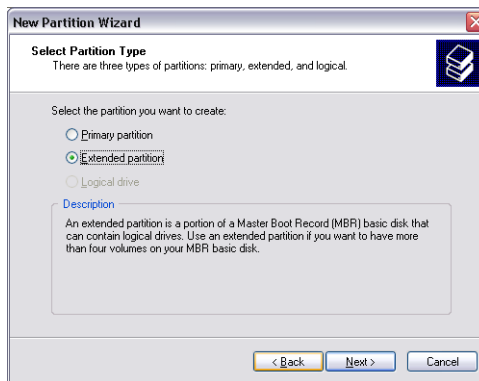 New Partition Wizard
Select Partition Type
There are three types of partitions: primary, extended, and logical.
Select the partition you want to create:
Primary partition
Extended partition
Logical drive
Description
An extended partition is a portion of a Master Boot Record (MBR) basic disk that
can contain logical drives. Use an extended partition if you want to have more
than four volumes on your MBR basic disk.
< Back
Next >
Cancel